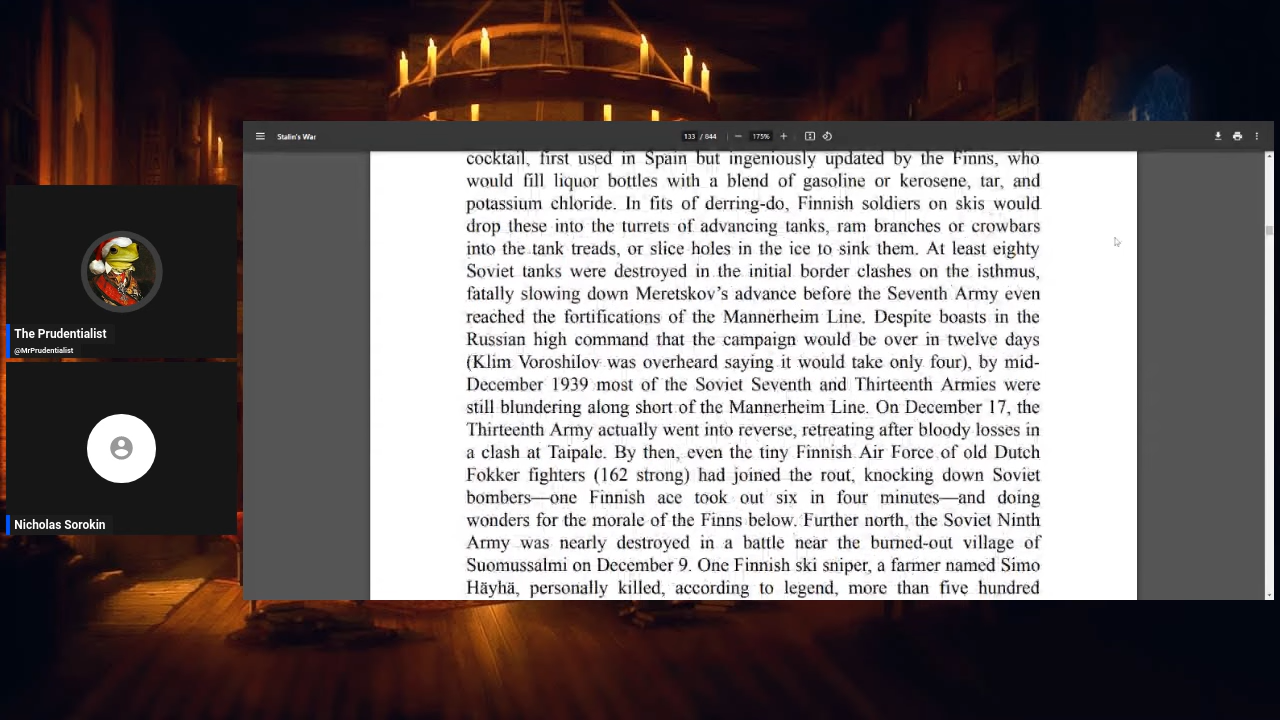 Stalin's War
133 / 844
175%
cocktail, first used in Spain but ingeniously updated by the Finns, who
would fill liquor bottles with a blend of gasoline or kerosene, tar, and
potassium chloride. In fits of derring-do, Finnish soldiers on skis would
drop these into the turrets of advancing tanks, ram branches or crowbars
into the tank treads, or slice holes in the ice to sink them. At least eighty
Soviet tanks were destroyed in the initial border clashes on the isthmus,
fatally slowing down Meretskov’s advance before the Seventh Army even
reached the fortifications of the Mannerheim Line. Despite boasts in the
Russian high command that the campaign would be over in twelve days
(Klim Voroshilov was overheard saying it would take only four), by mid-
December 1939 most of the Soviet Seventh and Thirteenth Armies were
still blundering along short of the Mannerheim Line. On December 17, the
Thirteenth Army actually went into reverse, retreating after bloody losses in
a clash at Taipale. By then, even the tiny Finnish Air Force of old Dutch
Fokker fighters (162 strong) had joined the rout, knocking down Soviet
bombers—one Finnish ace took out six in four minutes—and doing
wonders for the morale of the Finns below. Further north, the Soviet Ninth
Army was nearly destroyed in a battle near the burned-out village of
Suomussalmi on December 9. One Finnish ski sniper, a farmer named Simo
Häyhä, personally killed, according to legend, more than five hundred
The Prudentialist
@MrPrudentialist
Nicholas Sorokin